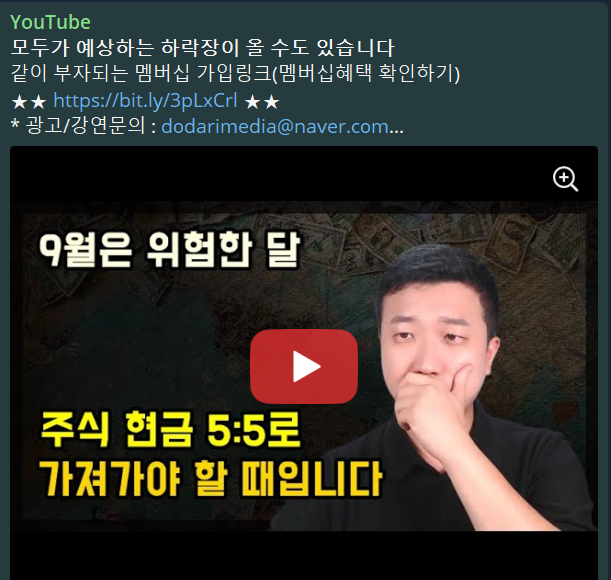 YouTube
모두가 예상하는 하락장이 올 수도 있습니다
같이 부자되는 멤버십 가입링크(멤버십혜택 확인하기)
★★ https://bit.ly/3pLxCrl ★★
* 광고/강연문의 : dodarimedia@naver.com...
9월은 위험한 달
주식 현금 5:5로
가져가야 할 때입니다